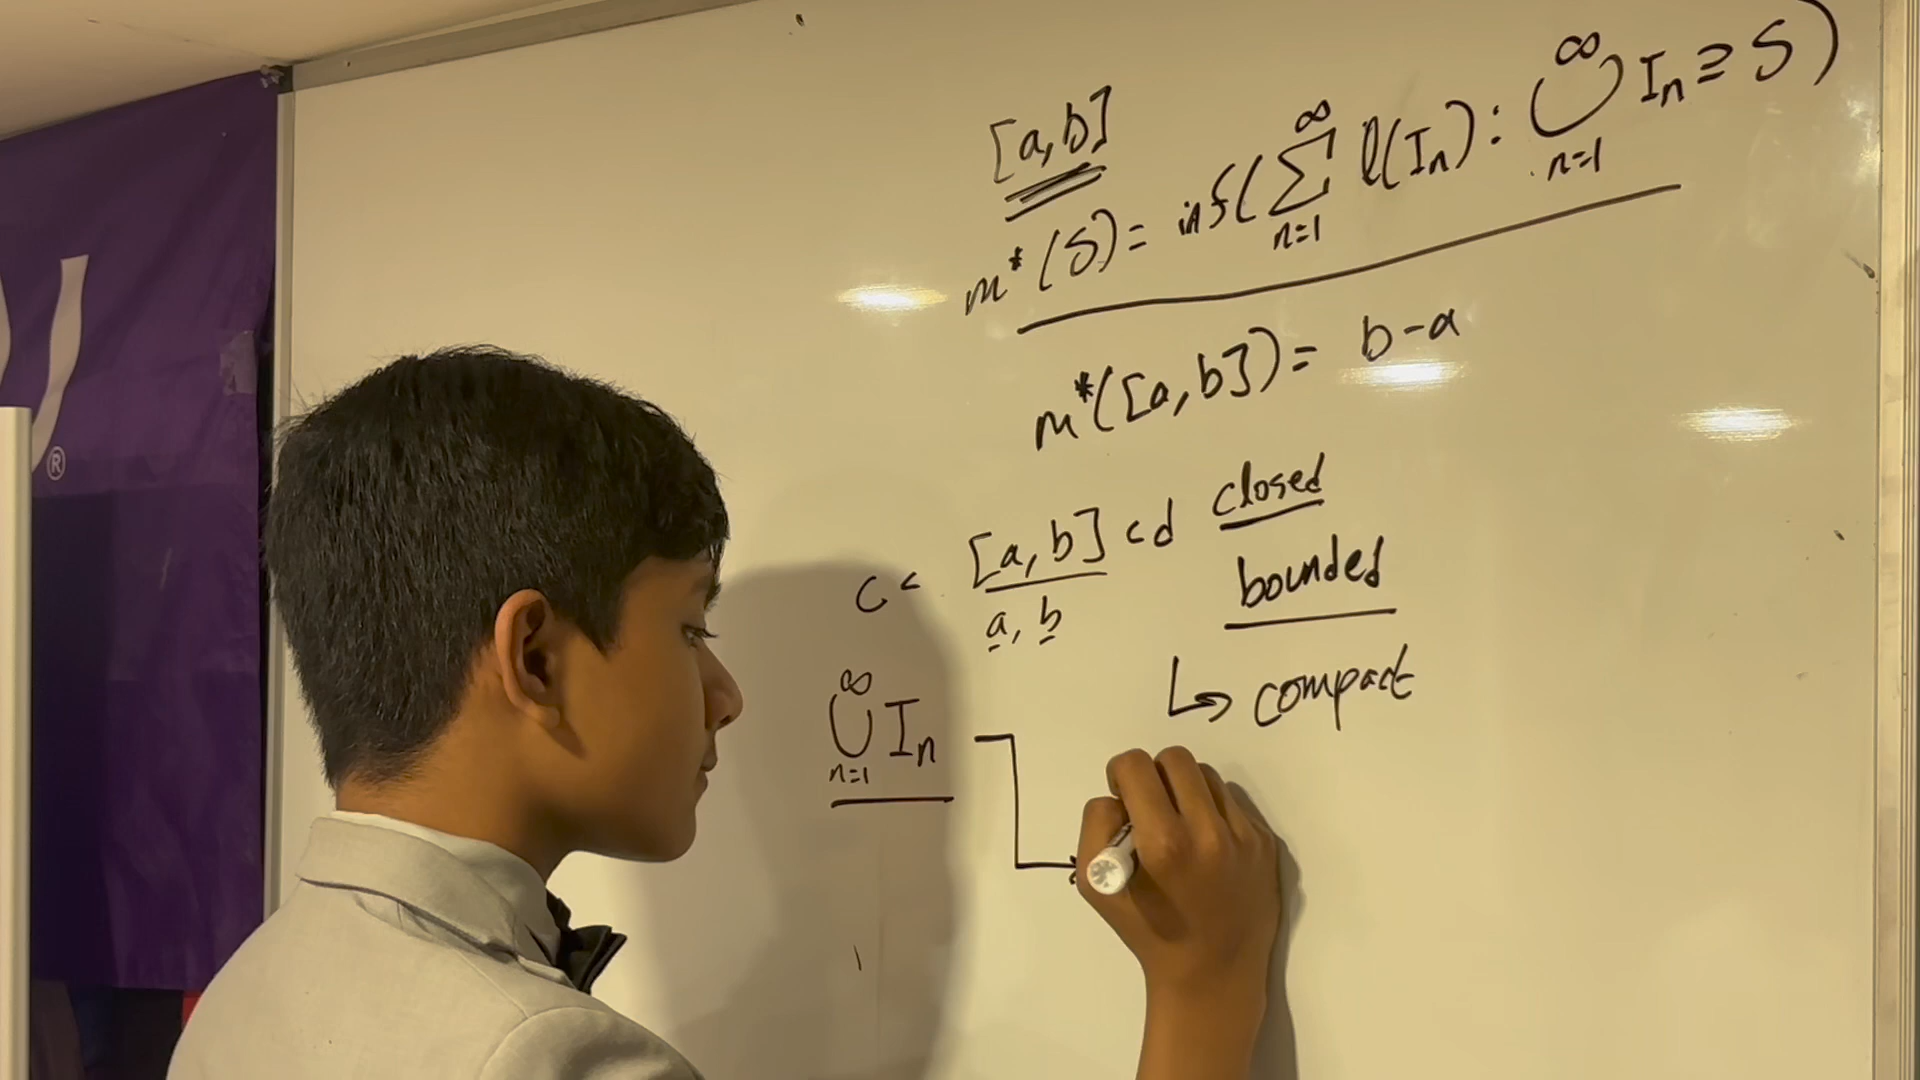 [a,b]
m*(S) = inf( ∑_{n=1}^{∞} ℓ(I_n) : ⋃_{n=1}^{∞} I_n ⊇ S )
m*([a,b]) = b-a
c < [a,b] < d closed
a, b bounded
↳ compact
⋃_{n=1}^{∞} I_n
®